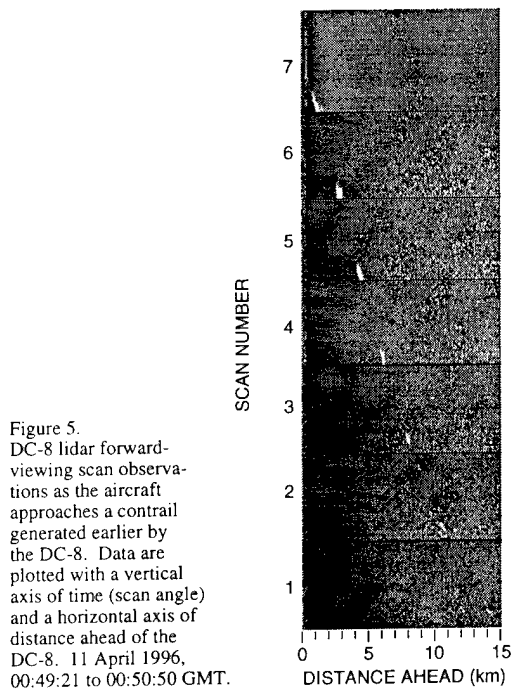 7
6
5
4
3
2
1
SCAN NUMBER
0 5 10 15
DISTANCE AHEAD (km)
Figure 5.
DC-8 lidar forward-
viewing scan observa-
tions as the aircraft
approaches a contrail
generated earlier by
the DC-8. Data are
plotted with a vertical
axis of time (scan angle)
and a horizontal axis of
distance ahead of the
DC-8. 11 April 1996,
00:49:21 to 00:50:50 GMT.